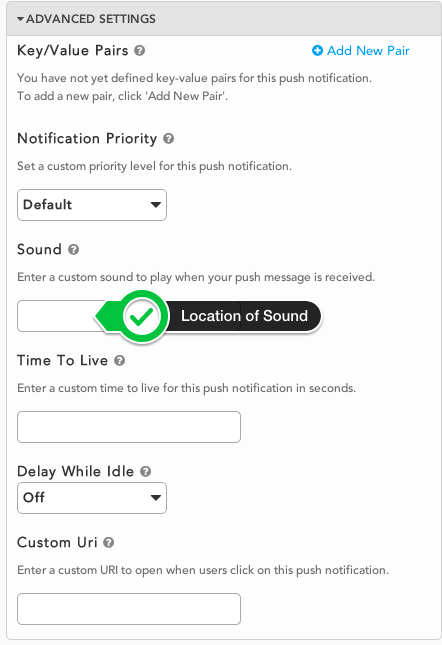 ADVANCED SETTINGS
Key/Value Pairs ? Add New Pair
You have not yet defined key-value pairs for this push notification.
To add a new pair, click 'Add New Pair'.
Notification Priority ?
Set a custom priority level for this push notification.
Default
Sound ?
Enter a custom sound to play when your push message is received.
Location of Sound
Time To Live ?
Enter a custom time to live for this push notification in seconds.
Delay While Idle ?
Off
Custom Uri ?
Enter a custom URI to open when users click on this push notification.